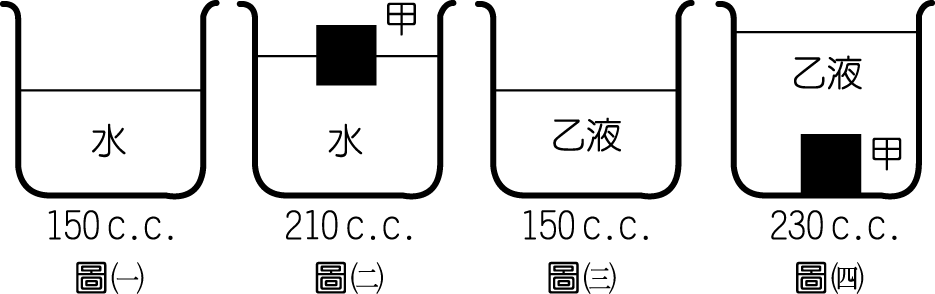 甲
水
水
乙液
乙液
甲
150 c.c.
210 c.c.
150 c.c.
230 c.c.
圖㈠
圖㈡
圖㈢
圖㈣